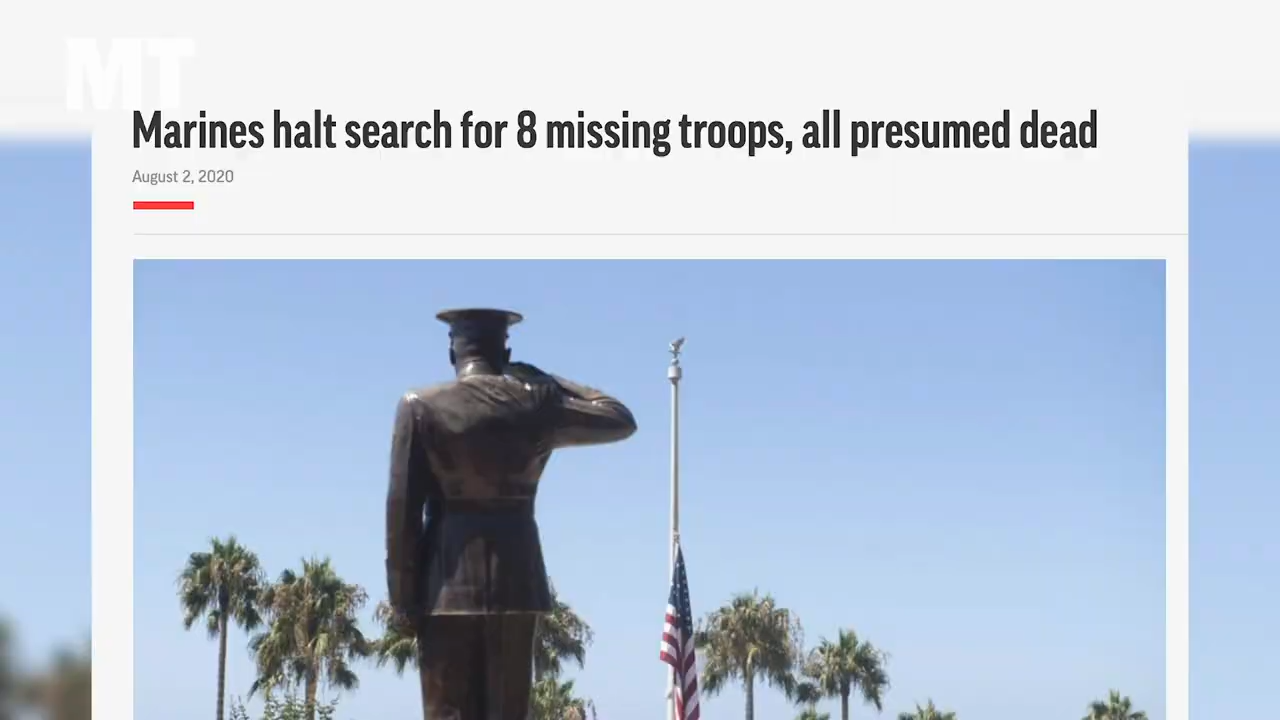 MT
Marines halt search for 8 missing troops, all presumed dead
August 2, 2020